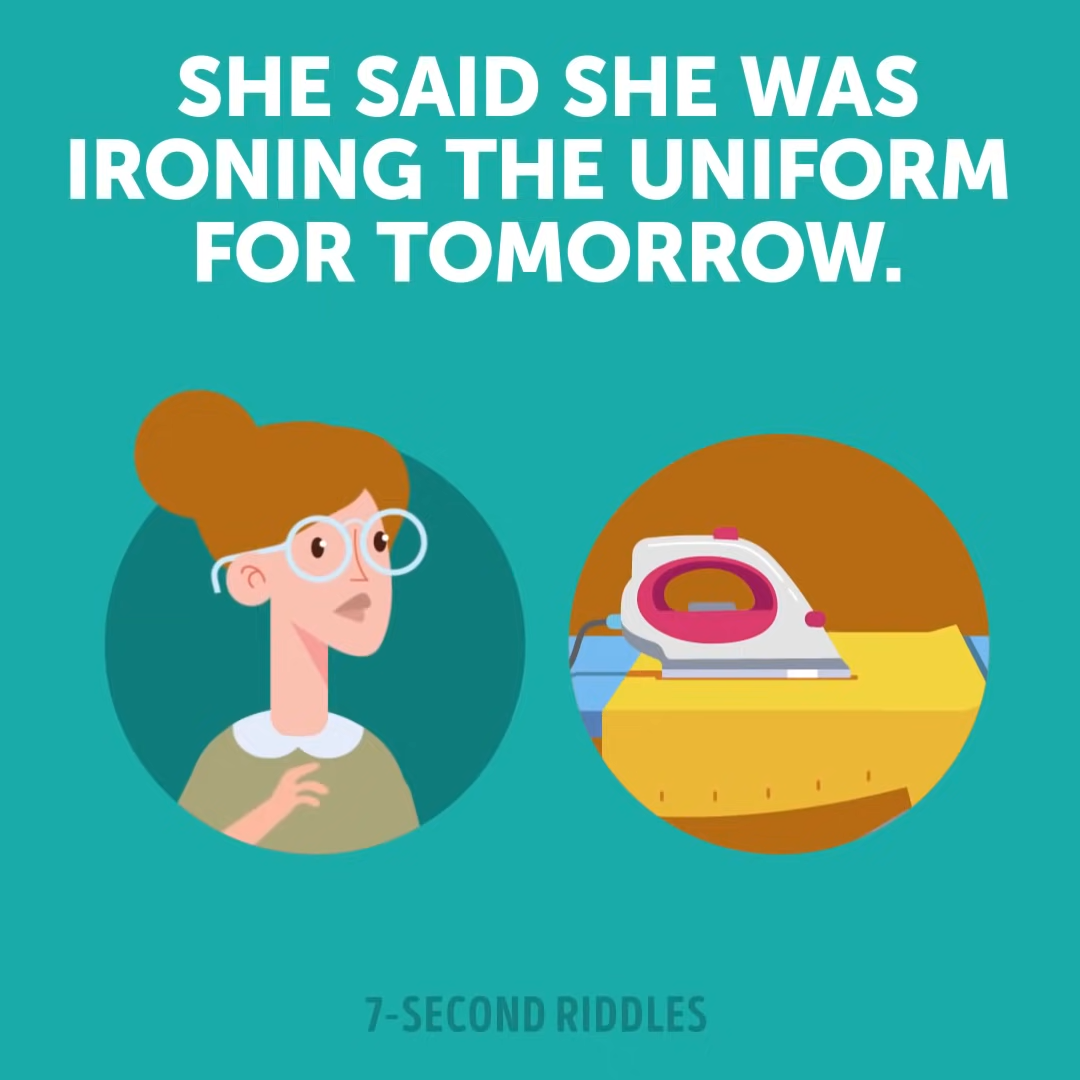 SHE SAID SHE WAS
IRONING THE UNIFORM
FOR TOMORROW.
7-SECOND RIDDLES